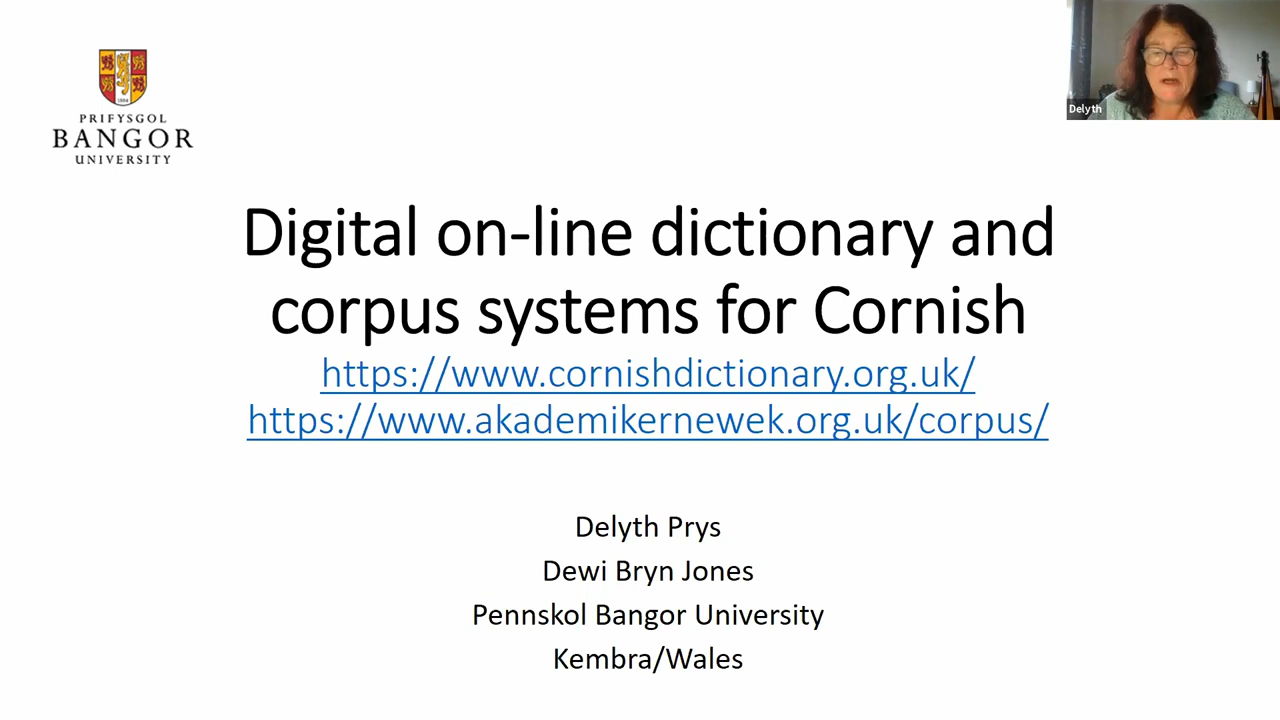 PRIFYSGOL
BANGOR
UNIVERSITY
Delyth
Digital on-line dictionary and
corpus systems for Cornish
https://www.cornishdictionary.org.uk/
https://www.akademikernewek.org.uk/corpus/
Delyth Prys
Dewi Bryn Jones
Pennskol Bangor University
Kembra/Wales